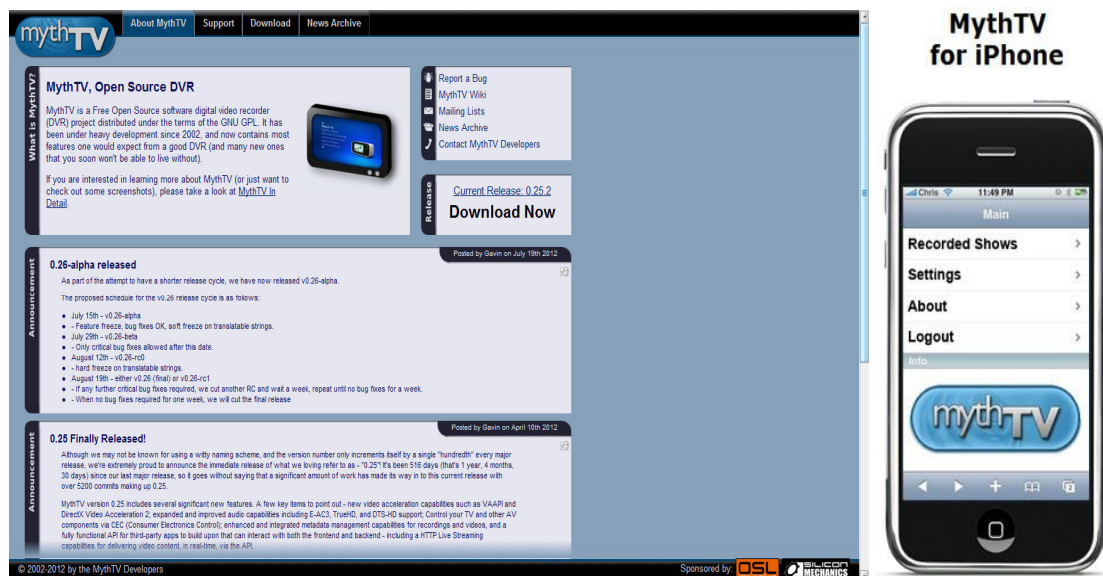 mythTV
About MythTV
Support
Download
News Archive
What is MythTV?
MythTV, Open Source DVR
MythTV is a Free Open Source software digital video recorder
(DVR) project distributed under the terms of the GNU GPL. It has
been under heavy development since 2002, and now contains most
features one would expect from a good DVR (and many new ones
that you soon won't be able to live without).
If you are interested in learning more about MythTV (or just want to
check out some screenshots), please take a look at MythTV In
Detail.
Report a Bug
MythTV Wiki
Mailing Lists
News Archive
Contact MythTV Developers
Release
Current Release: 0.25.2
Download Now
Announcement
Posted by Gavin on July 19th 2012
0.26-alpha released
As part of the attempt to have a shorter release cycle, we have now released v0.26-alpha.
The proposed schedule for the v0.26 release cycle is as follows:
July 15th - v0.26-alpha
- Feature freeze, bug fixes OK, soft freeze on translatable strings.
July 29th - v0.26-beta
- Only critical bug fixes allowed after this date.
August 12th - v0.26-rc0
- hard freeze on translatable strings.
August 19th - either v0.26 (final) or v0.26-rc1
- If any further critical bug fixes required, we cut another RC and wait a week, repeat until no bug fixes for a week.
- When no bug fixes required for one week, we will cut the final release
Announcement
Posted by Gavin on April 10th 2012
0.25 Finally Released!
Although we may not be known for using a witty naming scheme, and the version number only increments itself by a single "hundredth" every major
release, we're extremely proud to announce the immediate release of what we loving refer to as - "0.25"! It's been 516 days (that's 1 year, 4 months,
30 days) since our last major release, so it goes without saying that a significant amount of work has made its way in to this current release with
over 5200 commits making up 0.25.
MythTV version 0.25 includes several significant new features. A few key items to point out - new video acceleration capabilities such as VAAPI and
DirectX Video Acceleration 2; expanded and improved audio capabilities including E-AC3, TrueHD, and DTS-HD support; Control your TV and other AV
components via CEC (Consumer Electronics Control); enhanced and integrated metadata management capabilities for recordings and videos, and a
fully functional API for third-party apps to build upon that can interact with both the frontend and backend - including a HTTP Live Streaming
capabilities for delivering video content, in real-time, via the API.
© 2002-2012 by the MythTV Developers
Sponsored by: OSL SILICON
MECHANICS
MythTV
for iPhone
Chris 11:49 PM
Main
Recorded Shows
Settings
About
Logout
Info
mythTV